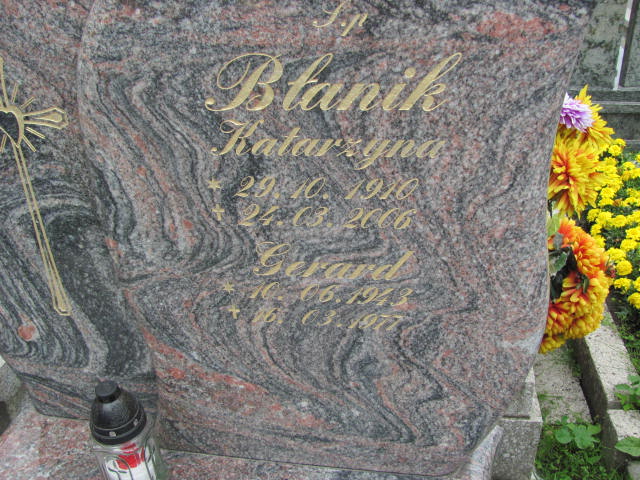 Ś.p
Błanik
Katarzyna
* 29.10.1910
✝ 24.03.2006
Gerard
* 10.06.1943
✝ 16.03.1977